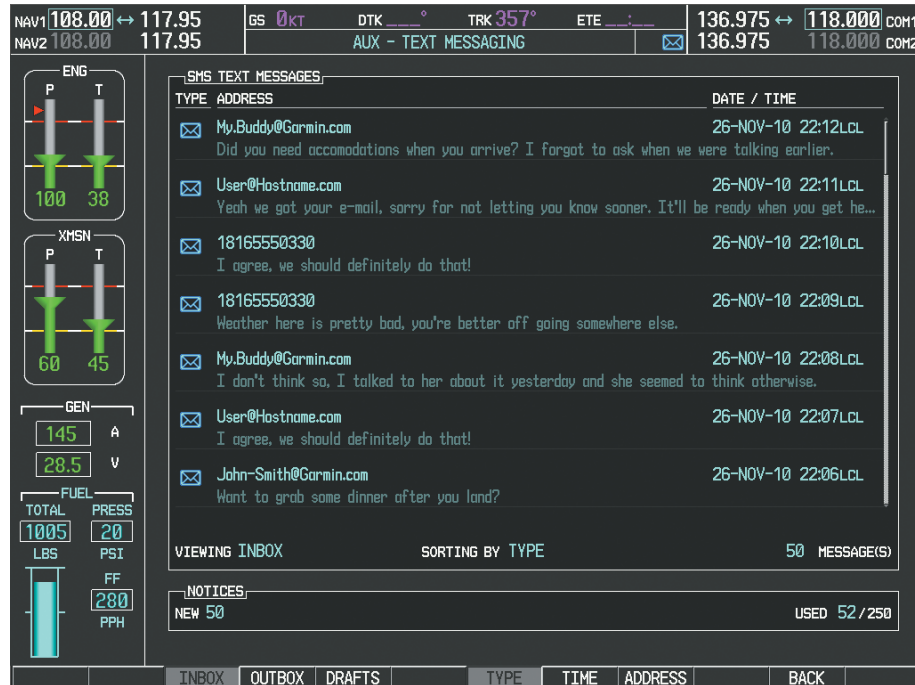 NAV1 108.00 ↔ 117.95 GS 0KT DTK ___° TRK 357° ETE __:__ 136.975 ↔ 118.000 COM1
NAV2 108.00 117.95 AUX - TEXT MESSAGING 136.975 118.000 COM2
ENG
P T
100 38
XMSN
P T
60 45
GEN
145 A
28.5 V
FUEL
TOTAL PRESS
1005 20
LBS PSI
FF
280
PPH
SMS TEXT MESSAGES
TYPE ADDRESS DATE / TIME
My.Buddy@Garmin.com 26-NOV-10 22:12LCL
Did you need accomodations when you arrive? I forgot to ask when we were talking earlier.
User@Hostname.com 26-NOV-10 22:11LCL
Yeah we got your e-mail, sorry for not letting you know sooner. It'll be ready when you get he...
18165550330 26-NOV-10 22:10LCL
I agree, we should definitely do that!
18165550330 26-NOV-10 22:09LCL
Weather here is pretty bad, you're better off going somewhere else.
My.Buddy@Garmin.com 26-NOV-10 22:08LCL
I don't think so, I talked to her about it yesterday and she seemed to think otherwise.
User@Hostname.com 26-NOV-10 22:07LCL
I agree, we should definitely do that!
John-Smith@Garmin.com 26-NOV-10 22:06LCL
Want to grab some dinner after you land?
VIEWING INBOX SORTING BY TYPE 50 MESSAGE(S)
NOTICES
NEW 50 USED 52/250
INBOX OUTBOX DRAFTS TYPE TIME ADDRESS BACK